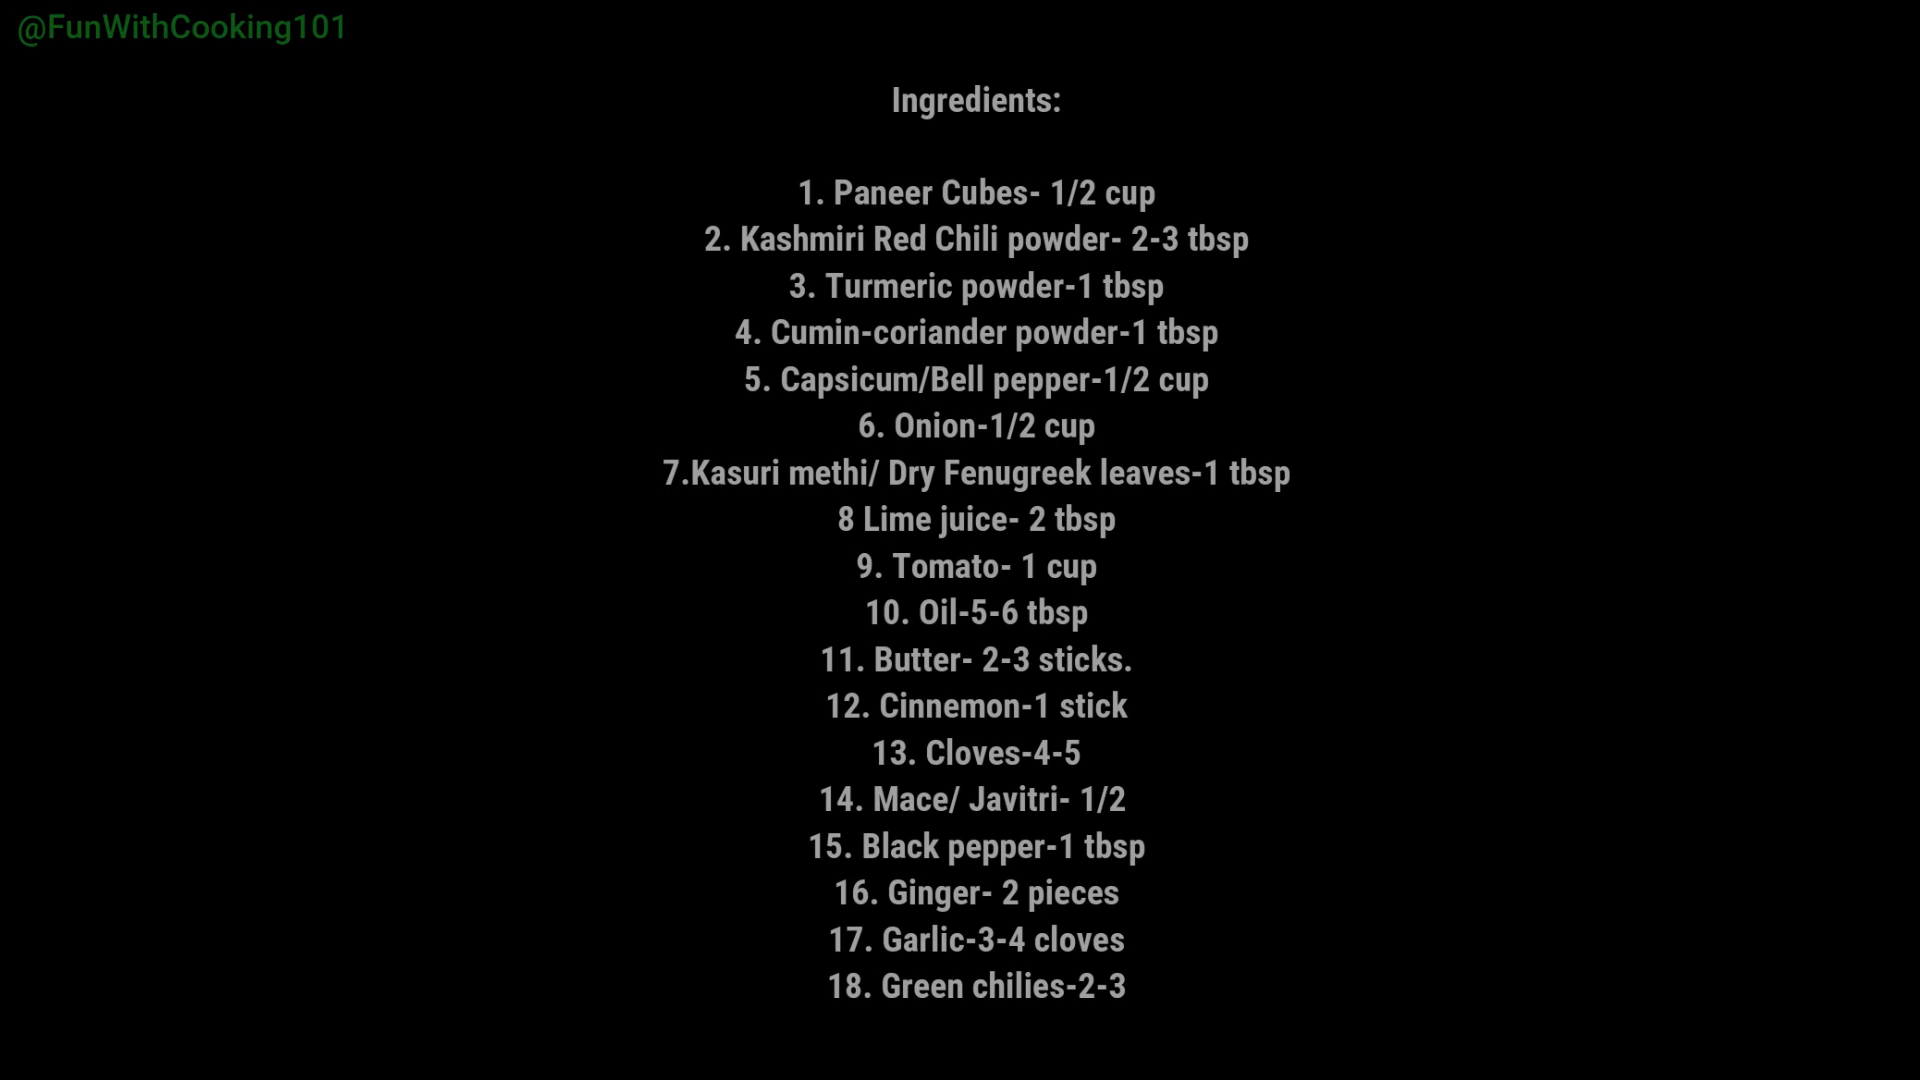 @FunWithCooking101
Ingredients:
1. Paneer Cubes- 1/2 cup
2. Kashmiri Red Chili powder- 2-3 tbsp
3. Turmeric powder-1 tbsp
4. Cumin-coriander powder-1 tbsp
5. Capsicum/Bell pepper-1/2 cup
6. Onion-1/2 cup
7.Kasuri methi/ Dry Fenugreek leaves-1 tbsp
8 Lime juice- 2 tbsp
9. Tomato- 1 cup
10. Oil-5-6 tbsp
11. Butter- 2-3 sticks.
12. Cinnemon-1 stick
13. Cloves-4-5
14. Mace/ Javitri- 1/2
15. Black pepper-1 tbsp
16. Ginger- 2 pieces
17. Garlic-3-4 cloves
18. Green chilies-2-3